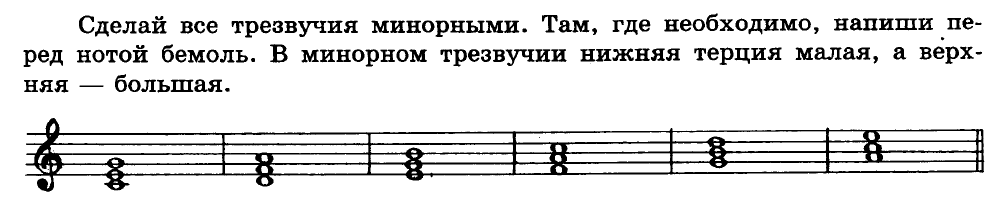 Сделай все трезвучия минорными. Там, где необходимо, напиши пе-
ред нотой бемоль. В минорном трезвучии нижняя терция малая, а верх-
няя — большая.